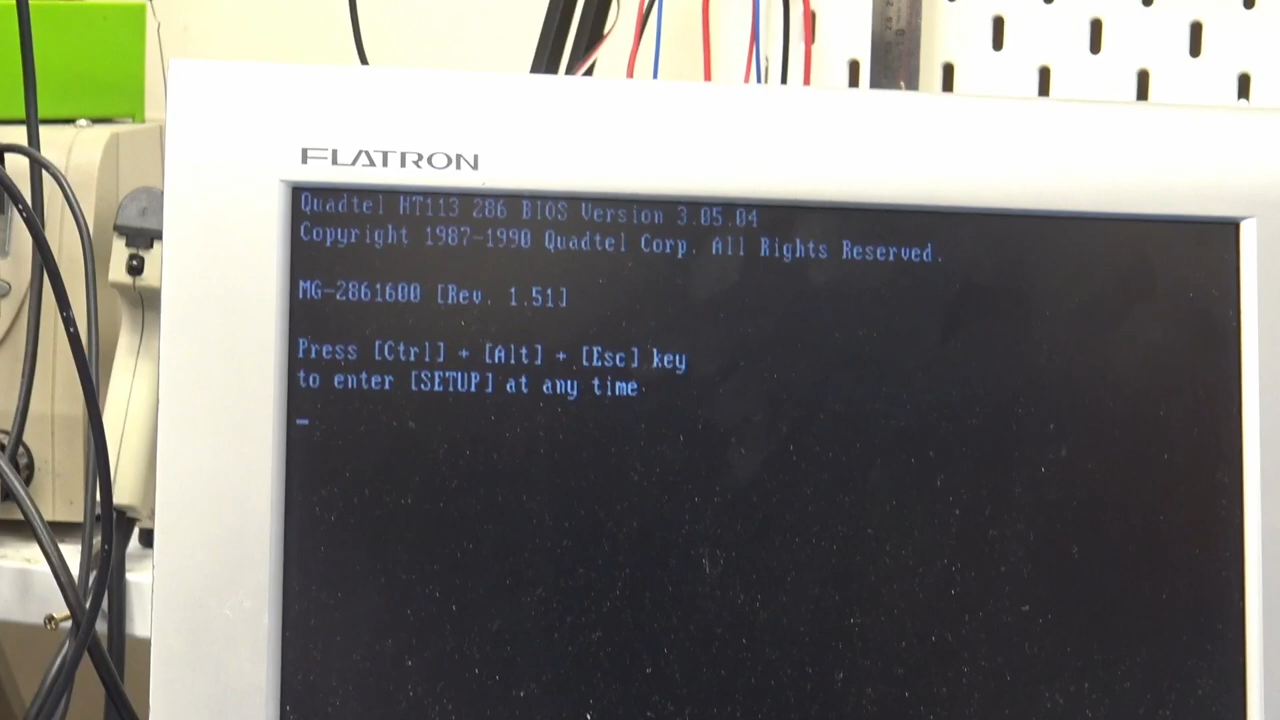 FLATRON
Quadtel HT113 286 BIOS Version 3.05.04
Copyright 1987-1990 Quadtel Corp. All Rights Reserved.
MG-2861600 [Rev. 1.51]
Press [Ctrl] + [Alt] + [Esc] key
to enter [SETUP] at any time